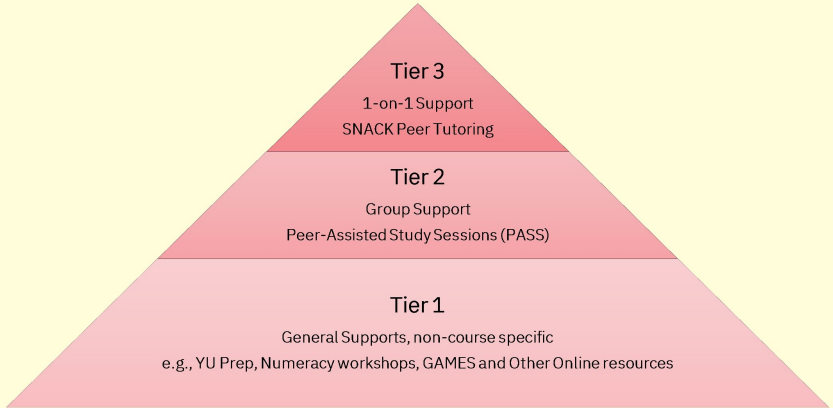 Tier 3
1-on-1 Support
SNACK Peer Tutoring
Tier 2
Group Support
Peer-Assisted Study Sessions (PASS)
Tier 1
General Supports, non-course specific
e.g., YU Prep, Numeracy workshops, GAMES and Other Online resources